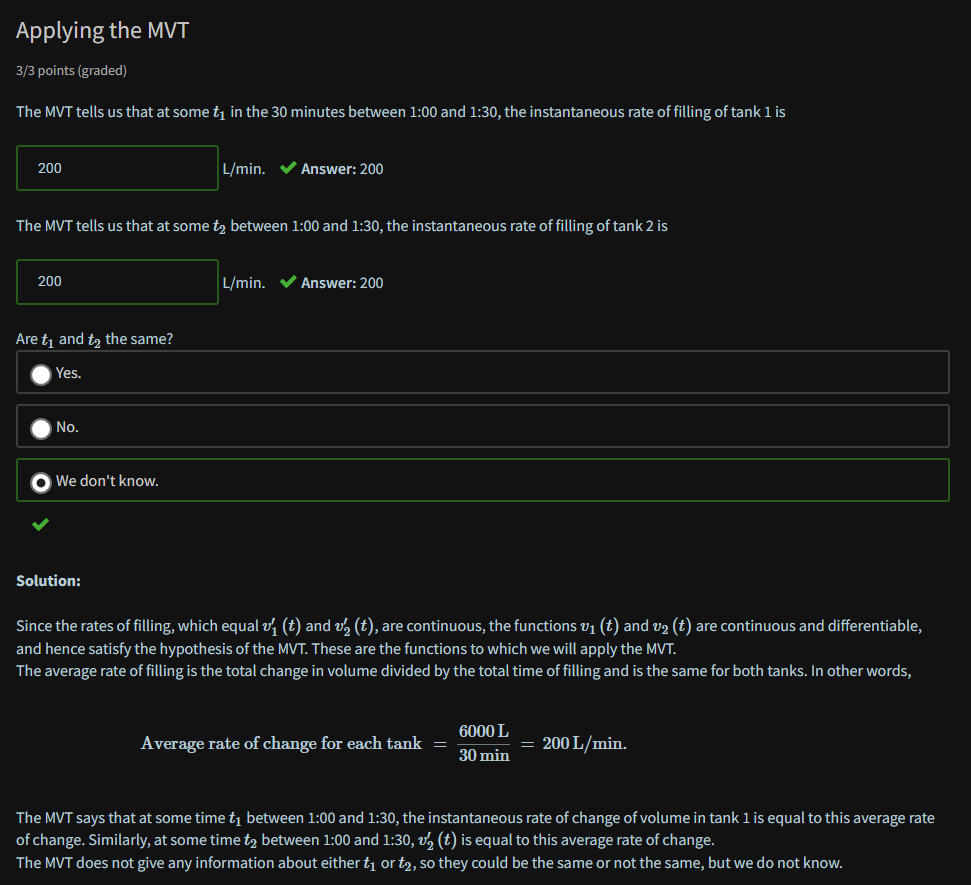 Applying the MVT
3/3 points (graded)
The MVT tells us that at some t₁ in the 30 minutes between 1:00 and 1:30, the instantaneous rate of filling of tank 1 is
200
L/min. ✔ Answer: 200
The MVT tells us that at some t₂ between 1:00 and 1:30, the instantaneous rate of filling of tank 2 is
200
L/min. ✔ Answer: 200
Are t₁ and t₂ the same?
Yes.
No.
We don't know.
✔
Solution:
Since the rates of filling, which equal v₁′ (t) and v₂′ (t), are continuous, the functions v₁ (t) and v₂ (t) are continuous and differentiable,
and hence satisfy the hypothesis of the MVT. These are the functions to which we will apply the MVT.
The average rate of filling is the total change in volume divided by the total time of filling and is the same for both tanks. In other words,
Average rate of change for each tank = 6000 L / 30 min = 200 L/min.
The MVT says that at some time t₁ between 1:00 and 1:30, the instantaneous rate of change of volume in tank 1 is equal to this average rate
of change. Similarly, at some time t₂ between 1:00 and 1:30, v₂′ (t) is equal to this average rate of change.
The MVT does not give any information about either t₁ or t₂, so they could be the same or not the same, but we do not know.